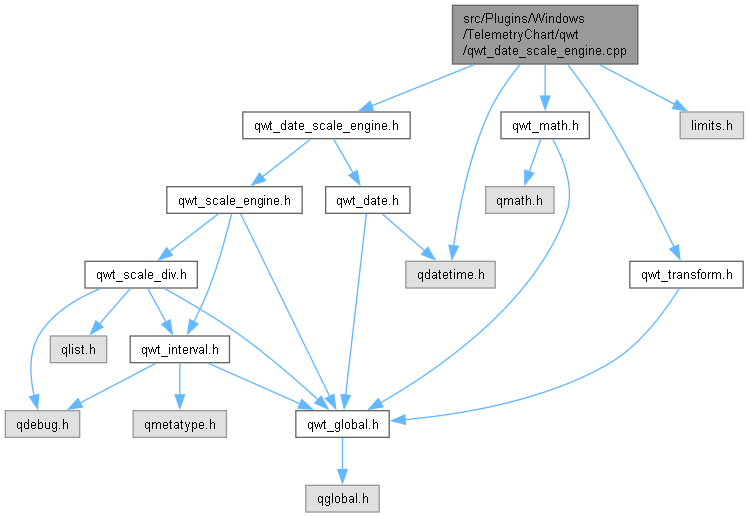 src/Plugins/Windows
/TelemetryChart/qwt
/qwt_date_scale_engine.cpp
qwt_date_scale_engine.h
qwt_math.h
limits.h
qwt_scale_engine.h
qwt_date.h
qmath.h
qwt_scale_div.h
qdatetime.h
qwt_transform.h
qlist.h
qwt_interval.h
qdebug.h
qmetatype.h
qwt_global.h
qglobal.h